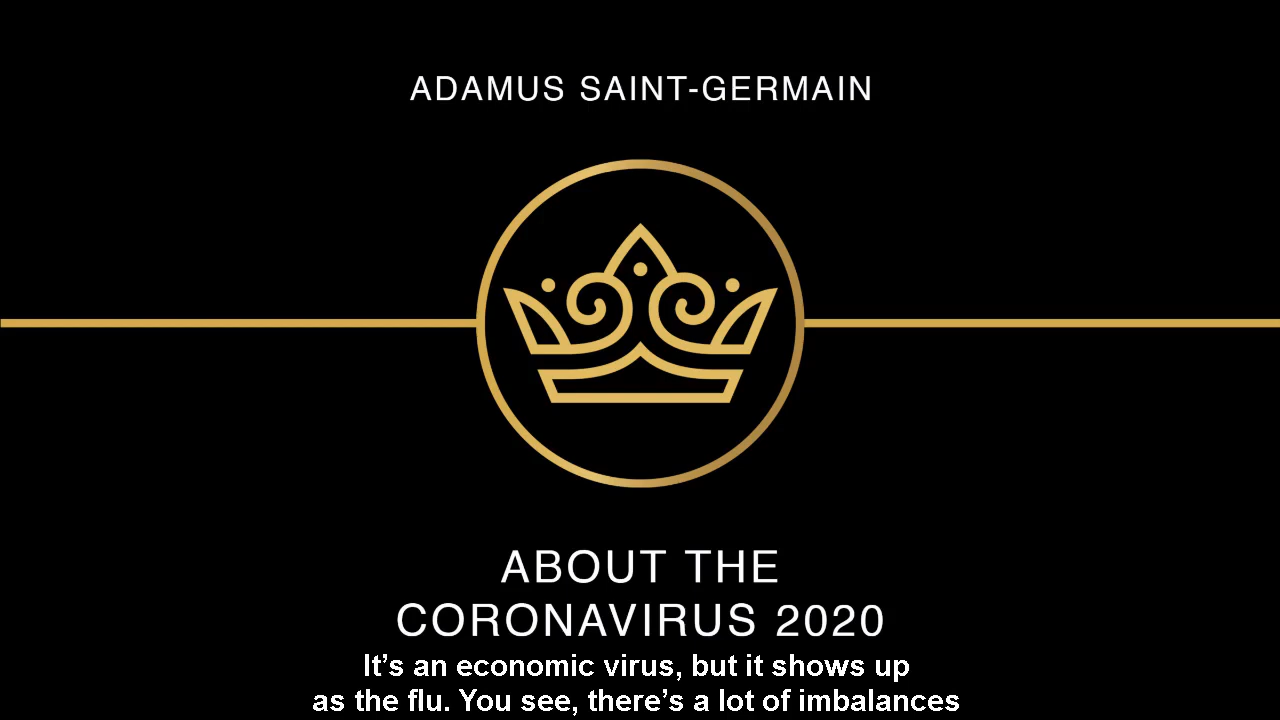 ADAMUS SAINT-GERMAIN
ABOUT THE
CORONAVIRUS 2020
It’s an economic virus, but it shows up
as the flu. You see, there’s a lot of imbalances